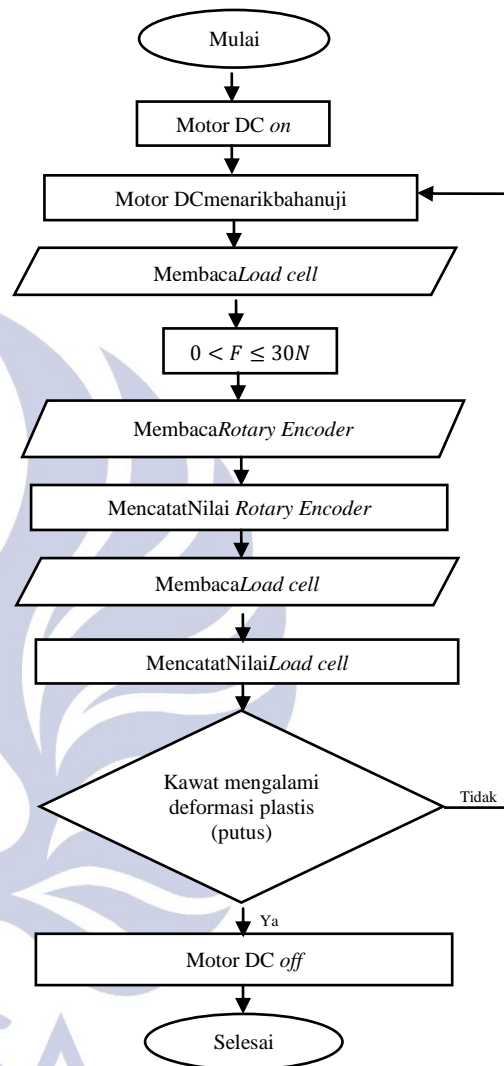 Mulai
Motor DC on
Motor DCmenarikbahanuji
MembacaLoad cell
0 < F ≤ 30N
MembacaRotary Encoder
MencatatNilai Rotary Encoder
MembacaLoad cell
MencatatNilaiLoad cell
Kawat mengalami
deformasi plastis
(putus)
Tidak
Ya
Motor DC off
Selesai